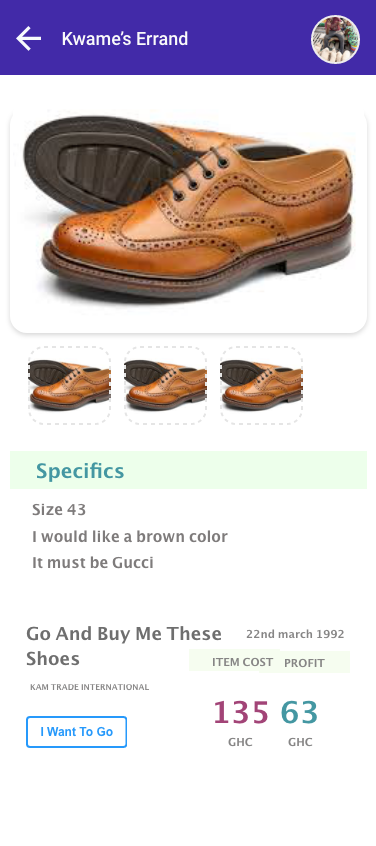 Kwame's Errand
Specifics
Size 43
I would like a brown color
It must be Gucci
Go And Buy Me These
Shoes
22nd march 1992
ITEM COST PROFIT
KAM TRADE INTERNATIONAL
135 63
GHC GHC
I Want To Go